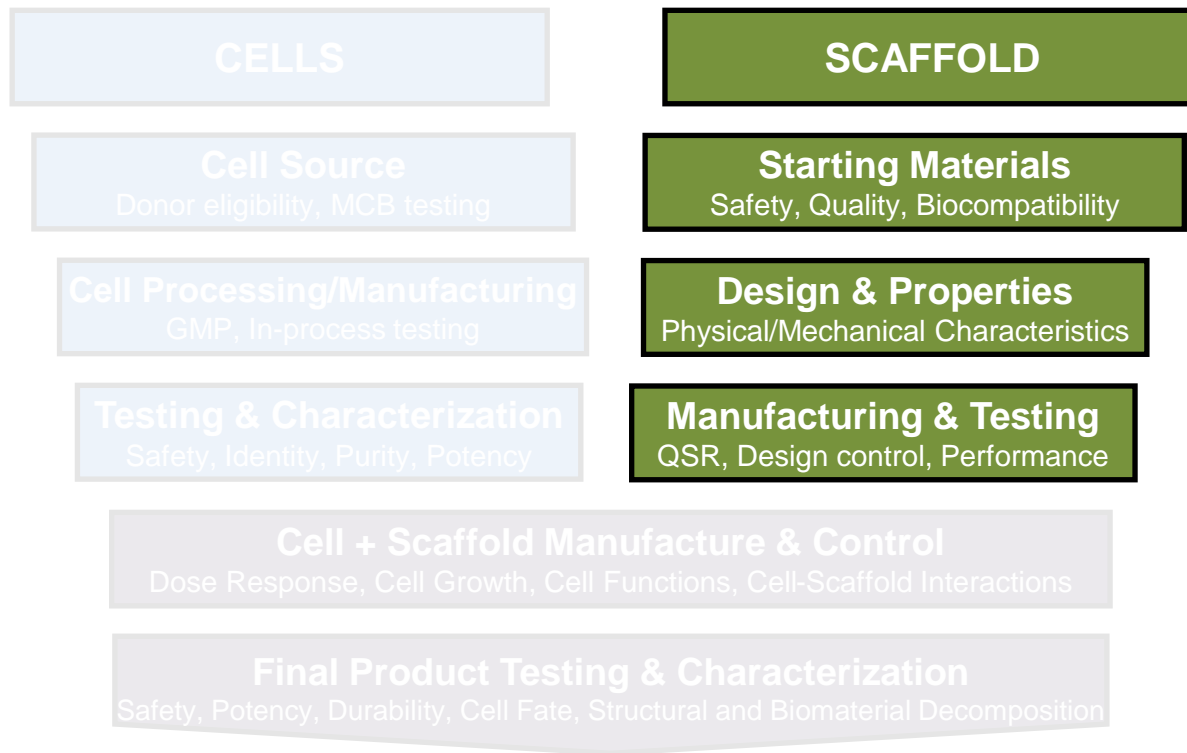 CELLS
SCAFFOLD
Cell Source
Donor eligibility, MCB testing
Starting Materials
Safety, Quality, Biocompatibility
Cell Processing/Manufacturing
GMP, In-process testing
Design & Properties
Physical/Mechanical Characteristics
Testing & Characterization
Safety, Identity, Purity, Potency
Manufacturing & Testing
QSR, Design control, Performance
Cell + Scaffold Manufacture & Control
Dose Response, Cell Growth, Cell Functions, Cell-Scaffold Interactions
Final Product Testing & Characterization
Safety, Potency, Durability, Cell Fate, Structural and Biomaterial Decomposition